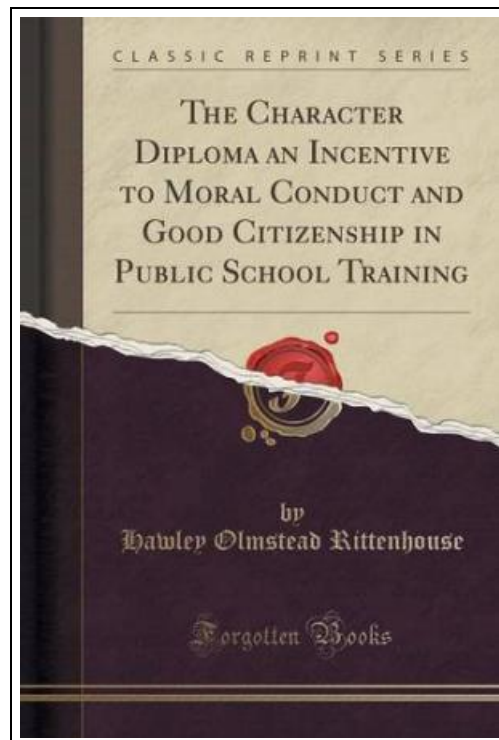 CLASSIC REPRINT SERIES
THE CHARACTER
DIPLOMA AN INCENTIVE
TO MORAL CONDUCT AND
GOOD CITIZENSHIP IN
PUBLIC SCHOOL TRAINING
by
Hawley Olmstead Rittenhouse
Forgotten Books